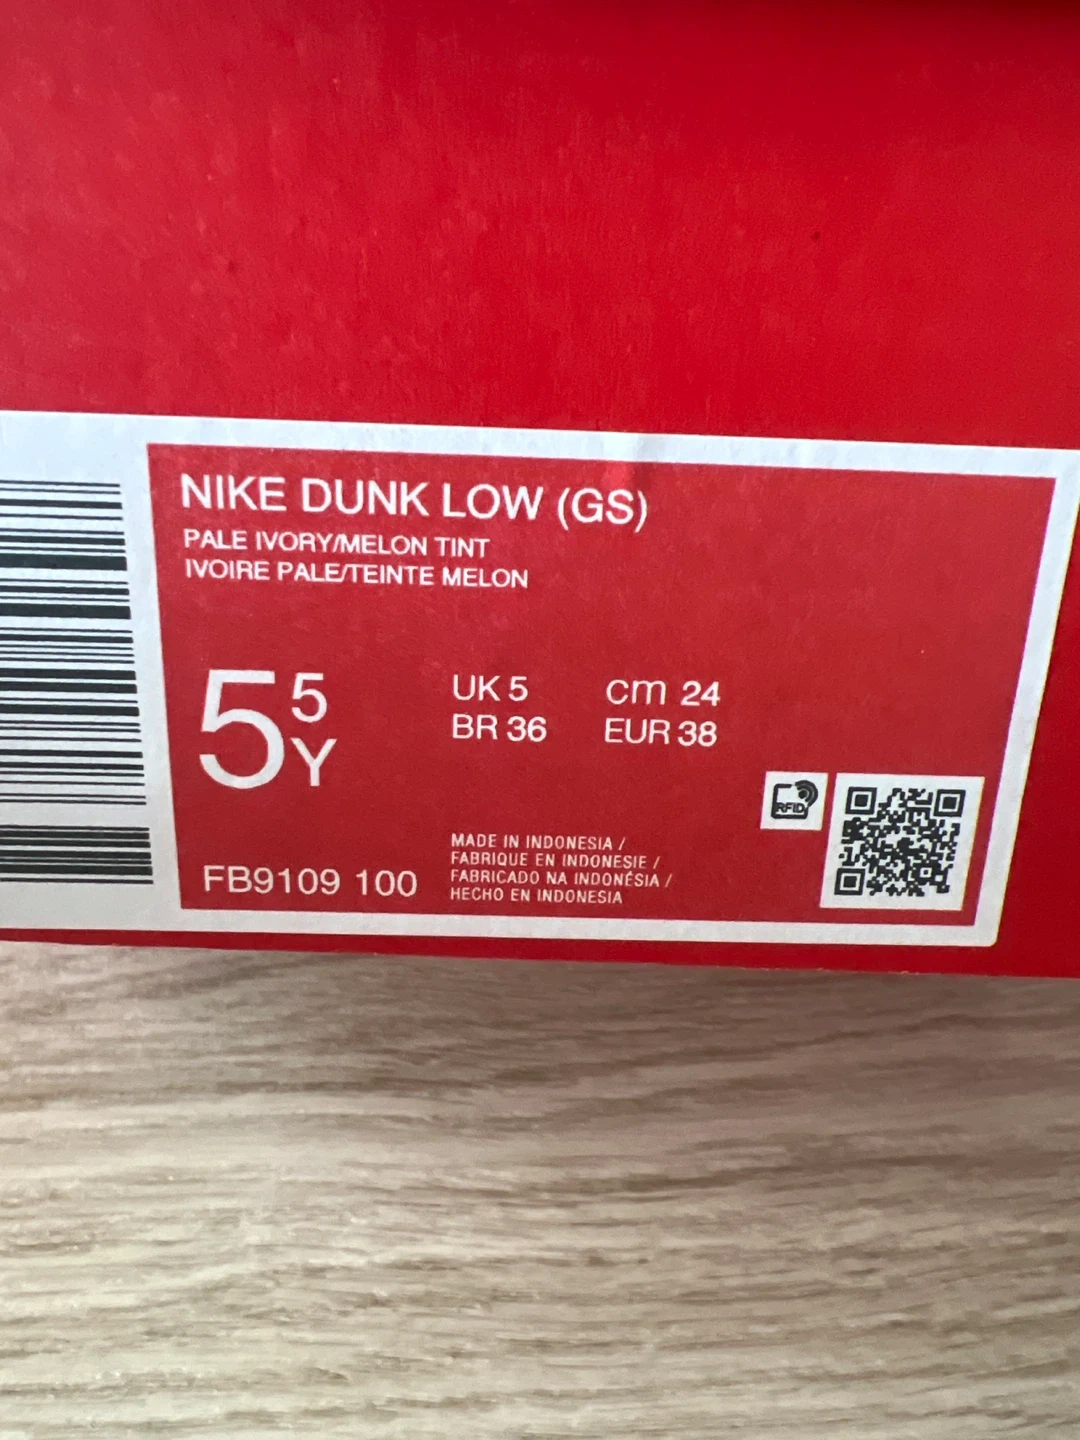 NIKE DUNK LOW (GS)
PALE IVORY/MELON TINT
IVOIRE PALE/TEINTE MELON
5 5 Y
UK 5 cm 24
BR 36 EUR 38
RFID
FB9109 100
MADE IN INDONESIA /
FABRIQUE EN INDONESIE /
FABRICADO NA INDONÉSIA /
HECHO EN INDONESIA